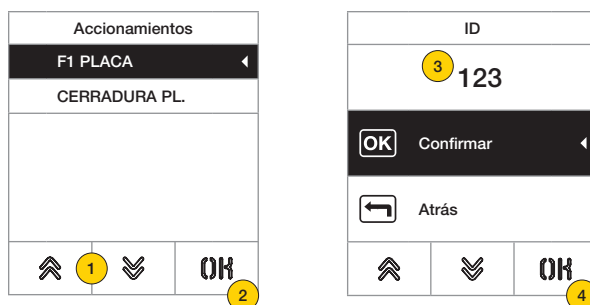 Accionamientos
F1 PLACA
CERRADURA PL.
1
OK
2
ID
3
123
OK Confirmar
Atrás
OK
4